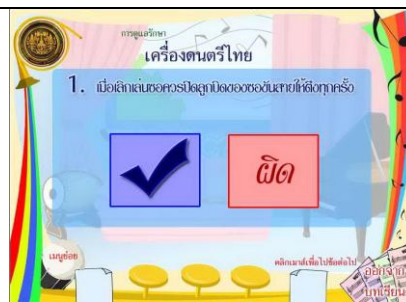 การดูแลรักษา
เครื่องดนตรีไทย
1. เมื่อเลิกเล่นซอควรบิดลูกบิดของซอขันสายให้ตึงทุกครั้ง
ผิด
เมนูย่อย
คลิกเมาส์เพื่อไปข้อต่อไป
ออกจาก
บทเรียน